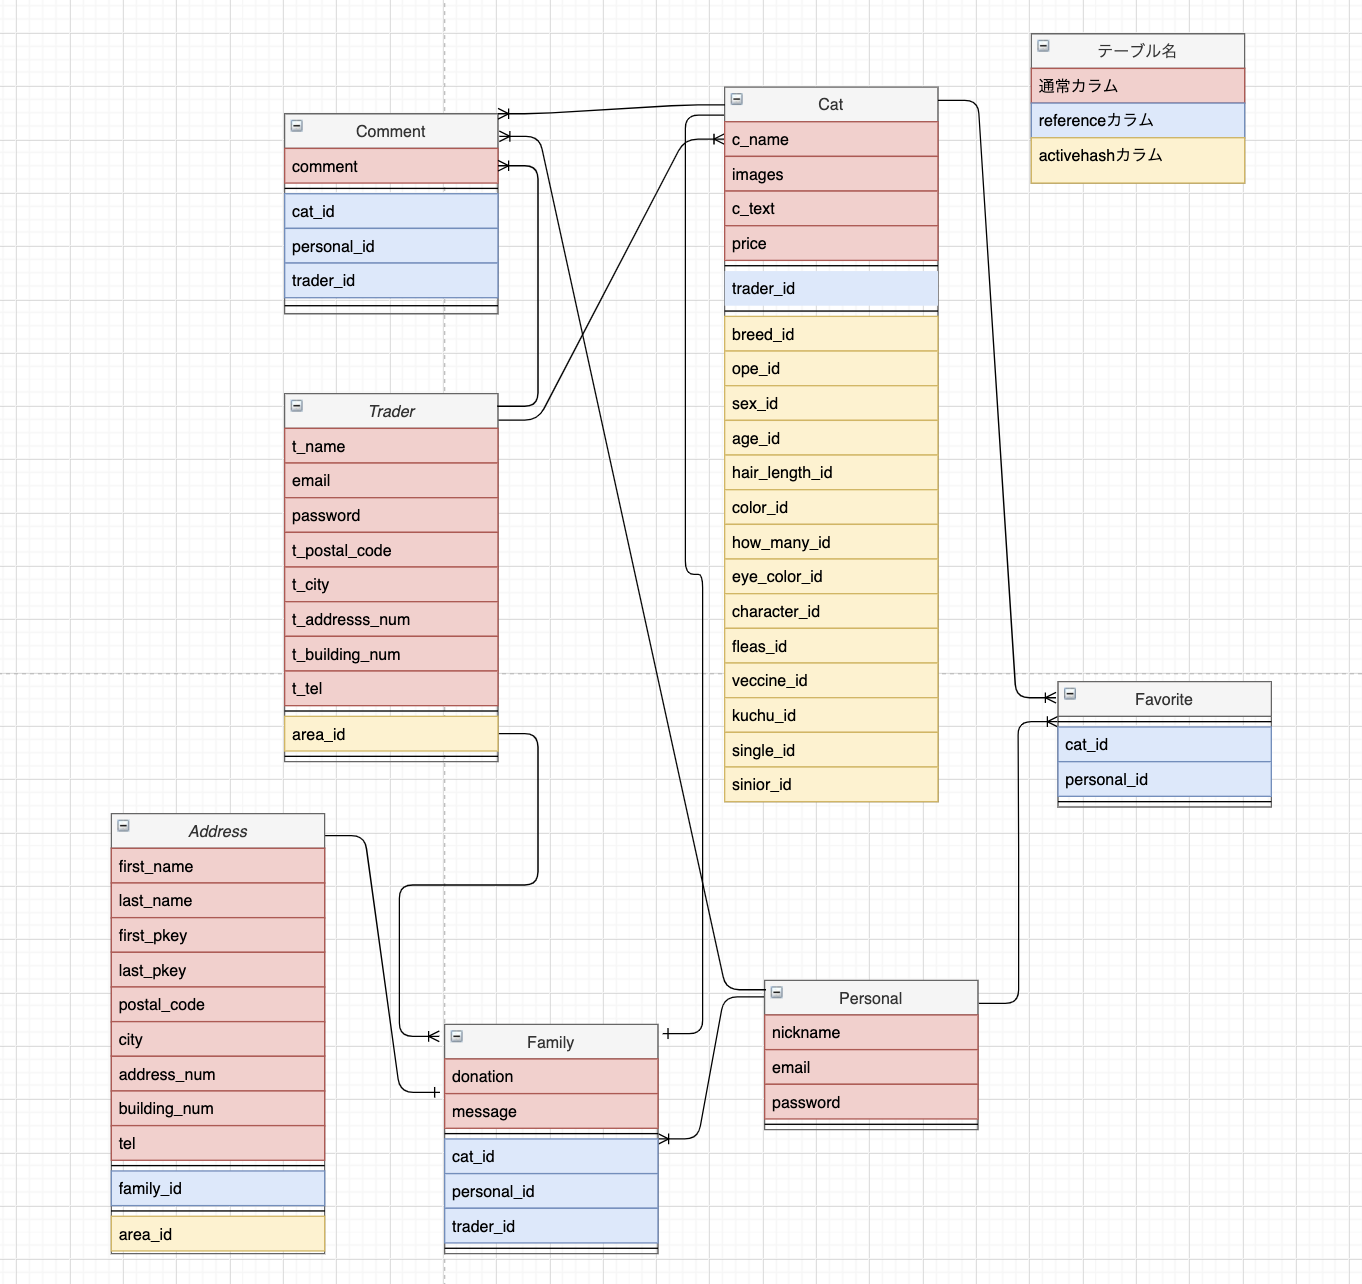 テーブル名
通常カラム
referenceカラム
activehashカラム
Comment
comment
cat_id
personal_id
trader_id
Cat
c_name
images
c_text
price
trader_id
breed_id
ope_id
sex_id
age_id
hair_length_id
color_id
how_many_id
eye_color_id
character_id
fleas_id
veccine_id
kuchu_id
single_id
sinior_id
Trader
t_name
email
password
t_postal_code
t_city
t_addresss_num
t_building_num
t_tel
area_id
Favorite
cat_id
personal_id
Address
first_name
last_name
first_pkey
last_pkey
postal_code
city
address_num
building_num
tel
family_id
area_id
Family
donation
message
cat_id
personal_id
trader_id
Personal
nickname
email
password